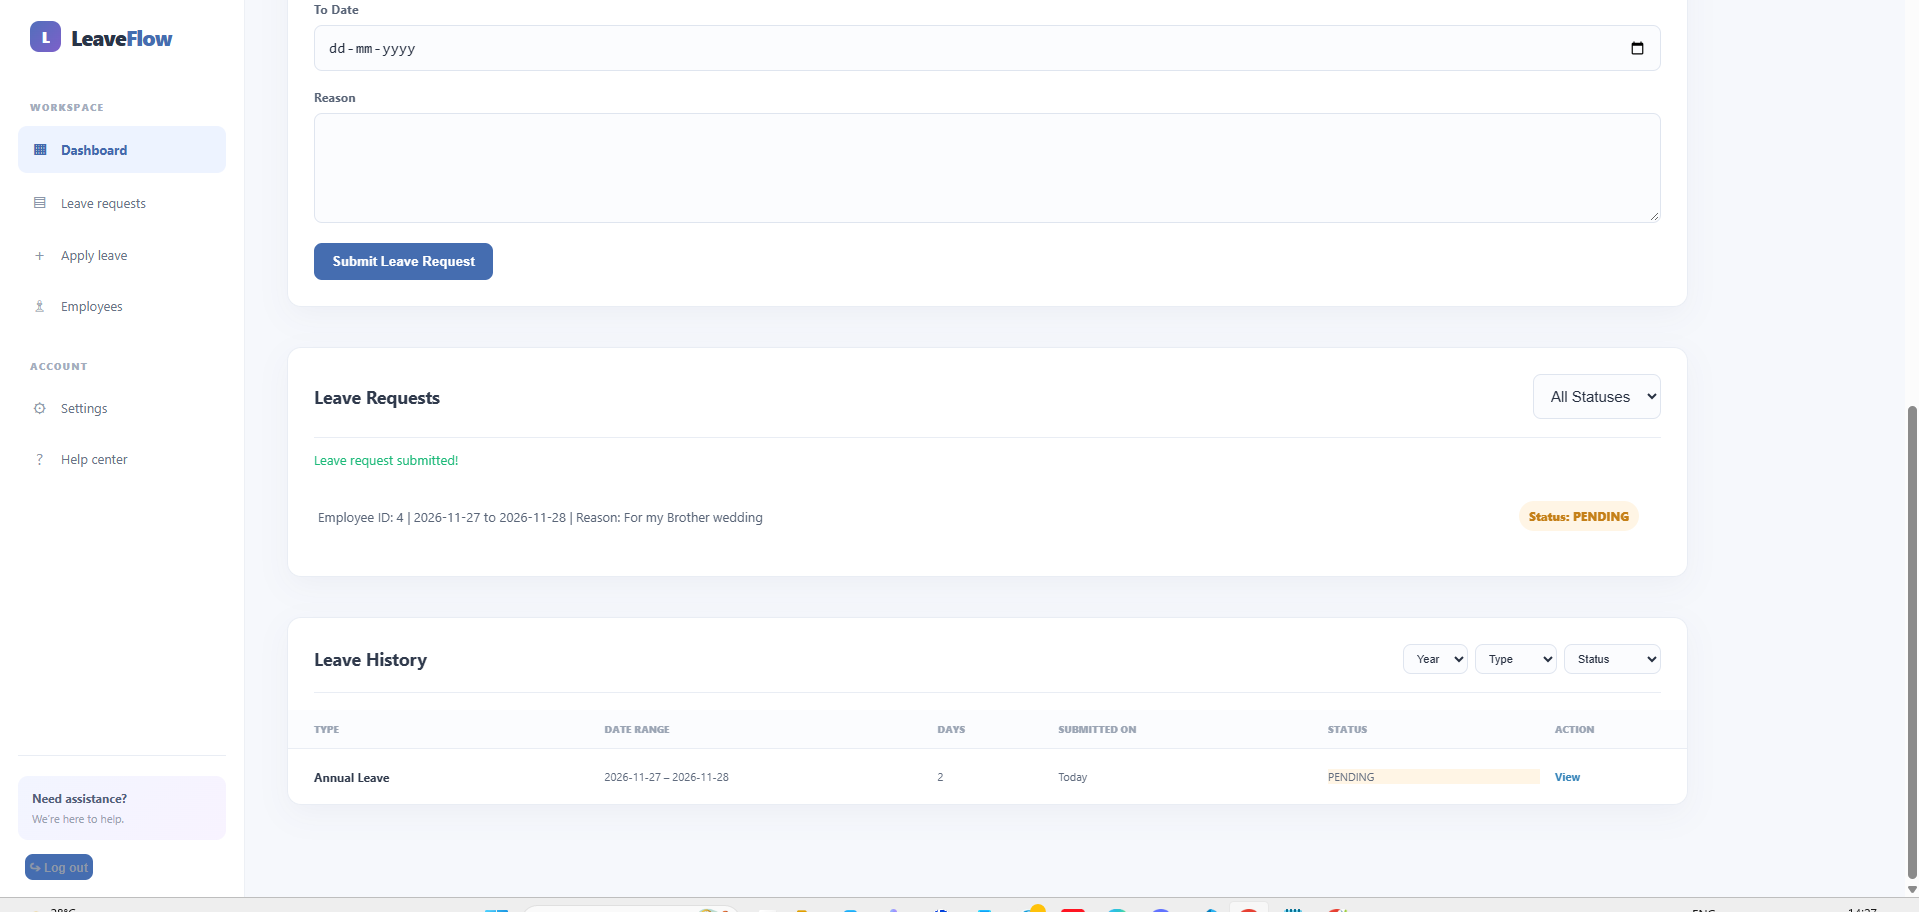 L LeaveFlow
WORKSPACE
Dashboard
Leave requests
+ Apply leave
Employees
ACCOUNT
Settings
? Help center
Need assistance?
We're here to help.
Log out
To Date
dd-mm-yyyy
Reason
Submit Leave Request
Leave Requests
All Statuses
Leave request submitted!
Employee ID: 4 | 2026-11-27 to 2026-11-28 | Reason: For my Brother wedding
Status: PENDING
Leave History
Year Type Status
TYPE DATE RANGE DAYS SUBMITTED ON STATUS ACTION
Annual Leave 2026-11-27 – 2026-11-28 2 Today PENDING View